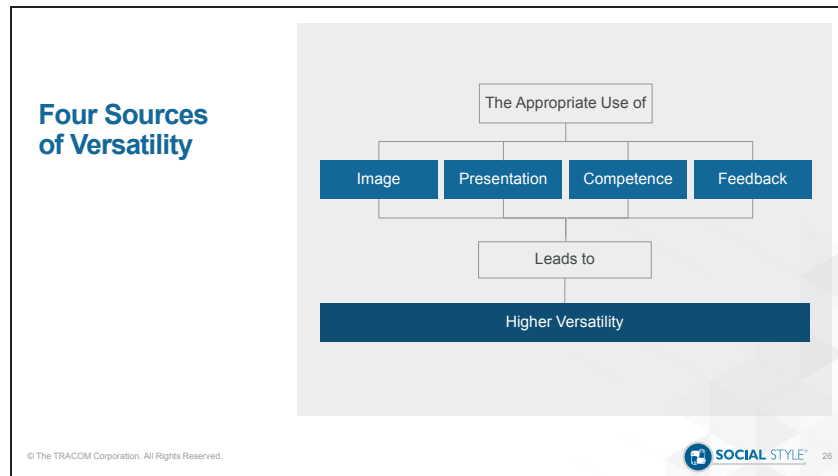 Four Sources
of Versatility
The Appropriate Use of
Image
Presentation
Competence
Feedback
Leads to
Higher Versatility
© The TRACOM Corporation. All Rights Reserved.
SOCIAL STYLE℠
26